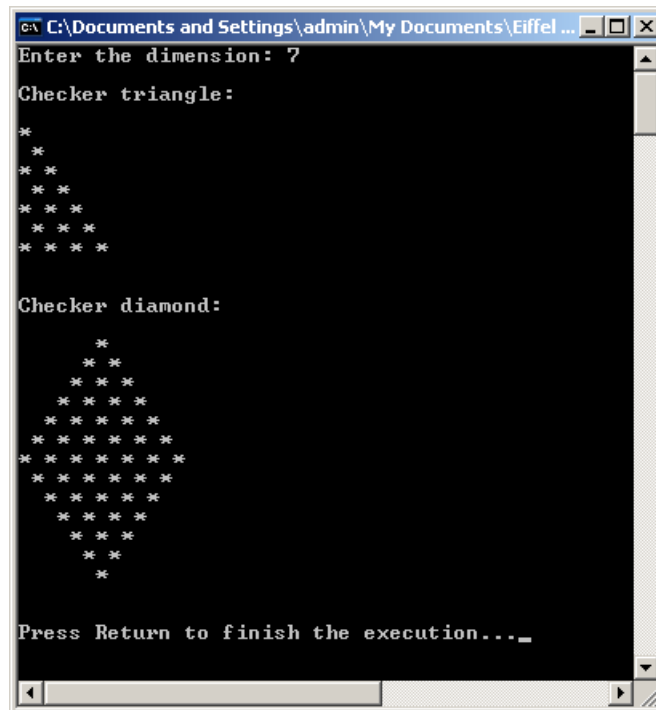 C:\Documents and Settings\admin\My Documents\Eiffel ...
Enter the dimension: 7
Checker triangle:
*
 *
* *
 * *
* * *
 * * *
* * * *
Checker diamond:
      *
     * *
    * * *
   * * * *
  * * * * *
 * * * * * *
* * * * * * *
 * * * * * *
  * * * * *
   * * * *
    * * *
     * *
      *
Press Return to finish the execution..._